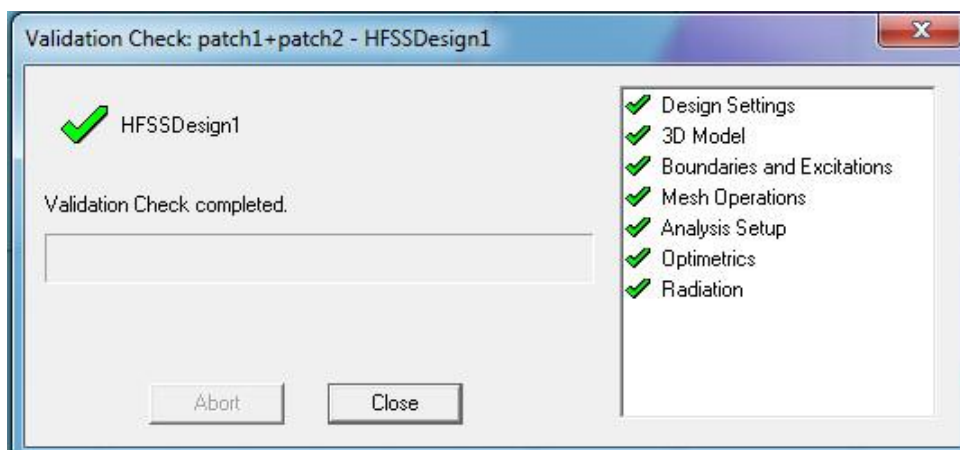 Validation Check: patch1+patch2 - HFSSDesign1
X
HFSSDesign1
Validation Check completed.
Abort
Close
Design Settings
3D Model
Boundaries and Excitations
Mesh Operations
Analysis Setup
Optimetrics
Radiation